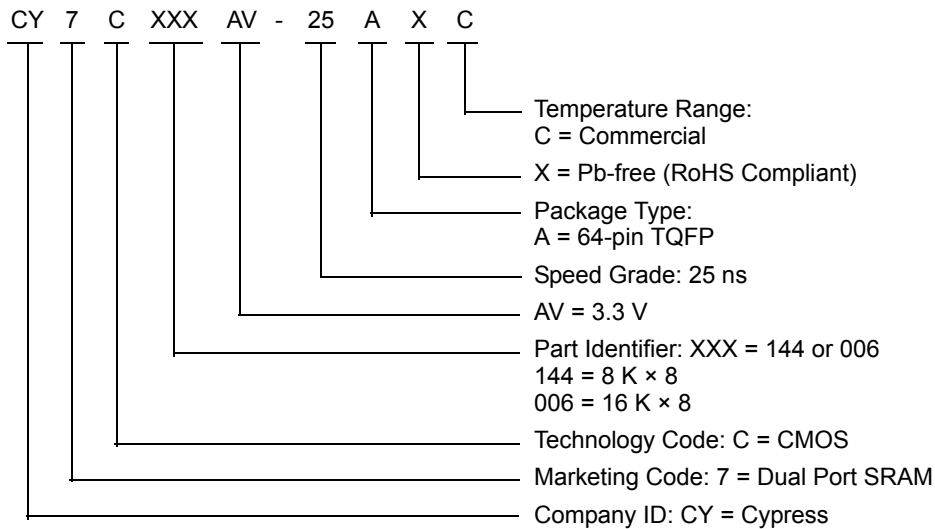 CY 7 C XXX AV - 25 A X C
Temperature Range:
C = Commercial
X = Pb-free (RoHS Compliant)
Package Type:
A = 64-pin TQFP
Speed Grade: 25 ns
AV = 3.3 V
Part Identifier: XXX = 144 or 006
144 = 8 K × 8
006 = 16 K × 8
Technology Code: C = CMOS
Marketing Code: 7 = Dual Port SRAM
Company ID: CY = Cypress